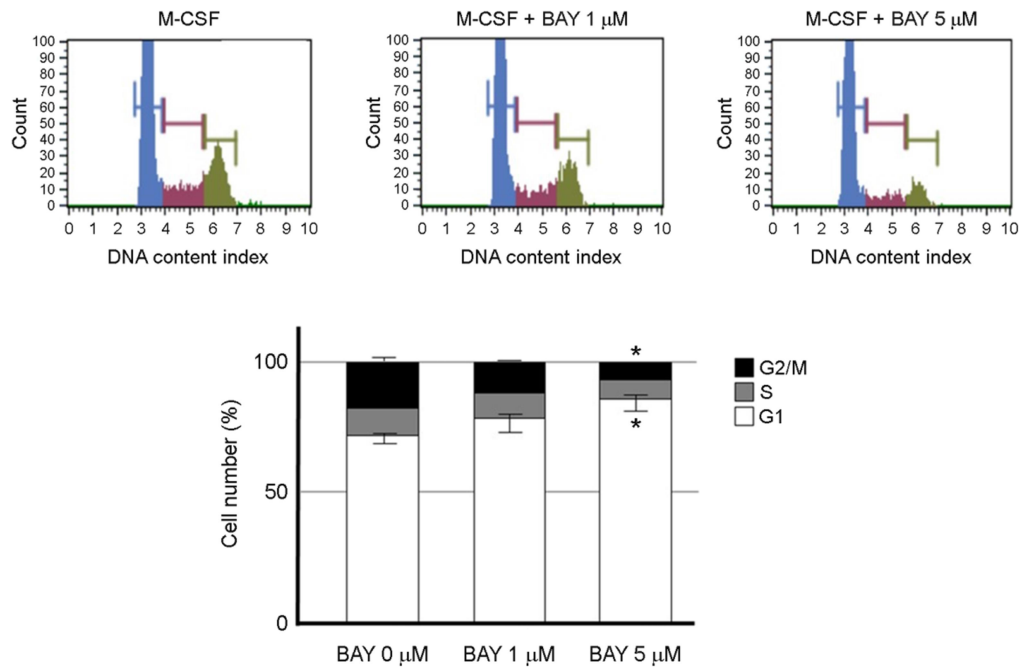 M-CSF
M-CSF + BAY 1 μM
M-CSF + BAY 5 μM
Count
100
90
80
70
60
50
40
30
20
10
0
0 1 2 3 4 5 6 7 8 9 10
DNA content index
Count
100
90
80
70
60
50
40
30
20
10
0
0 1 2 3 4 5 6 7 8 9 10
DNA content index
Count
100
90
80
70
60
50
40
30
20
10
0
0 1 2 3 4 5 6 7 8 9 10
DNA content index
Cell number (%)
100
50
0
*
*
BAY 0 μM BAY 1 μM BAY 5 μM
G2/M
S
G1